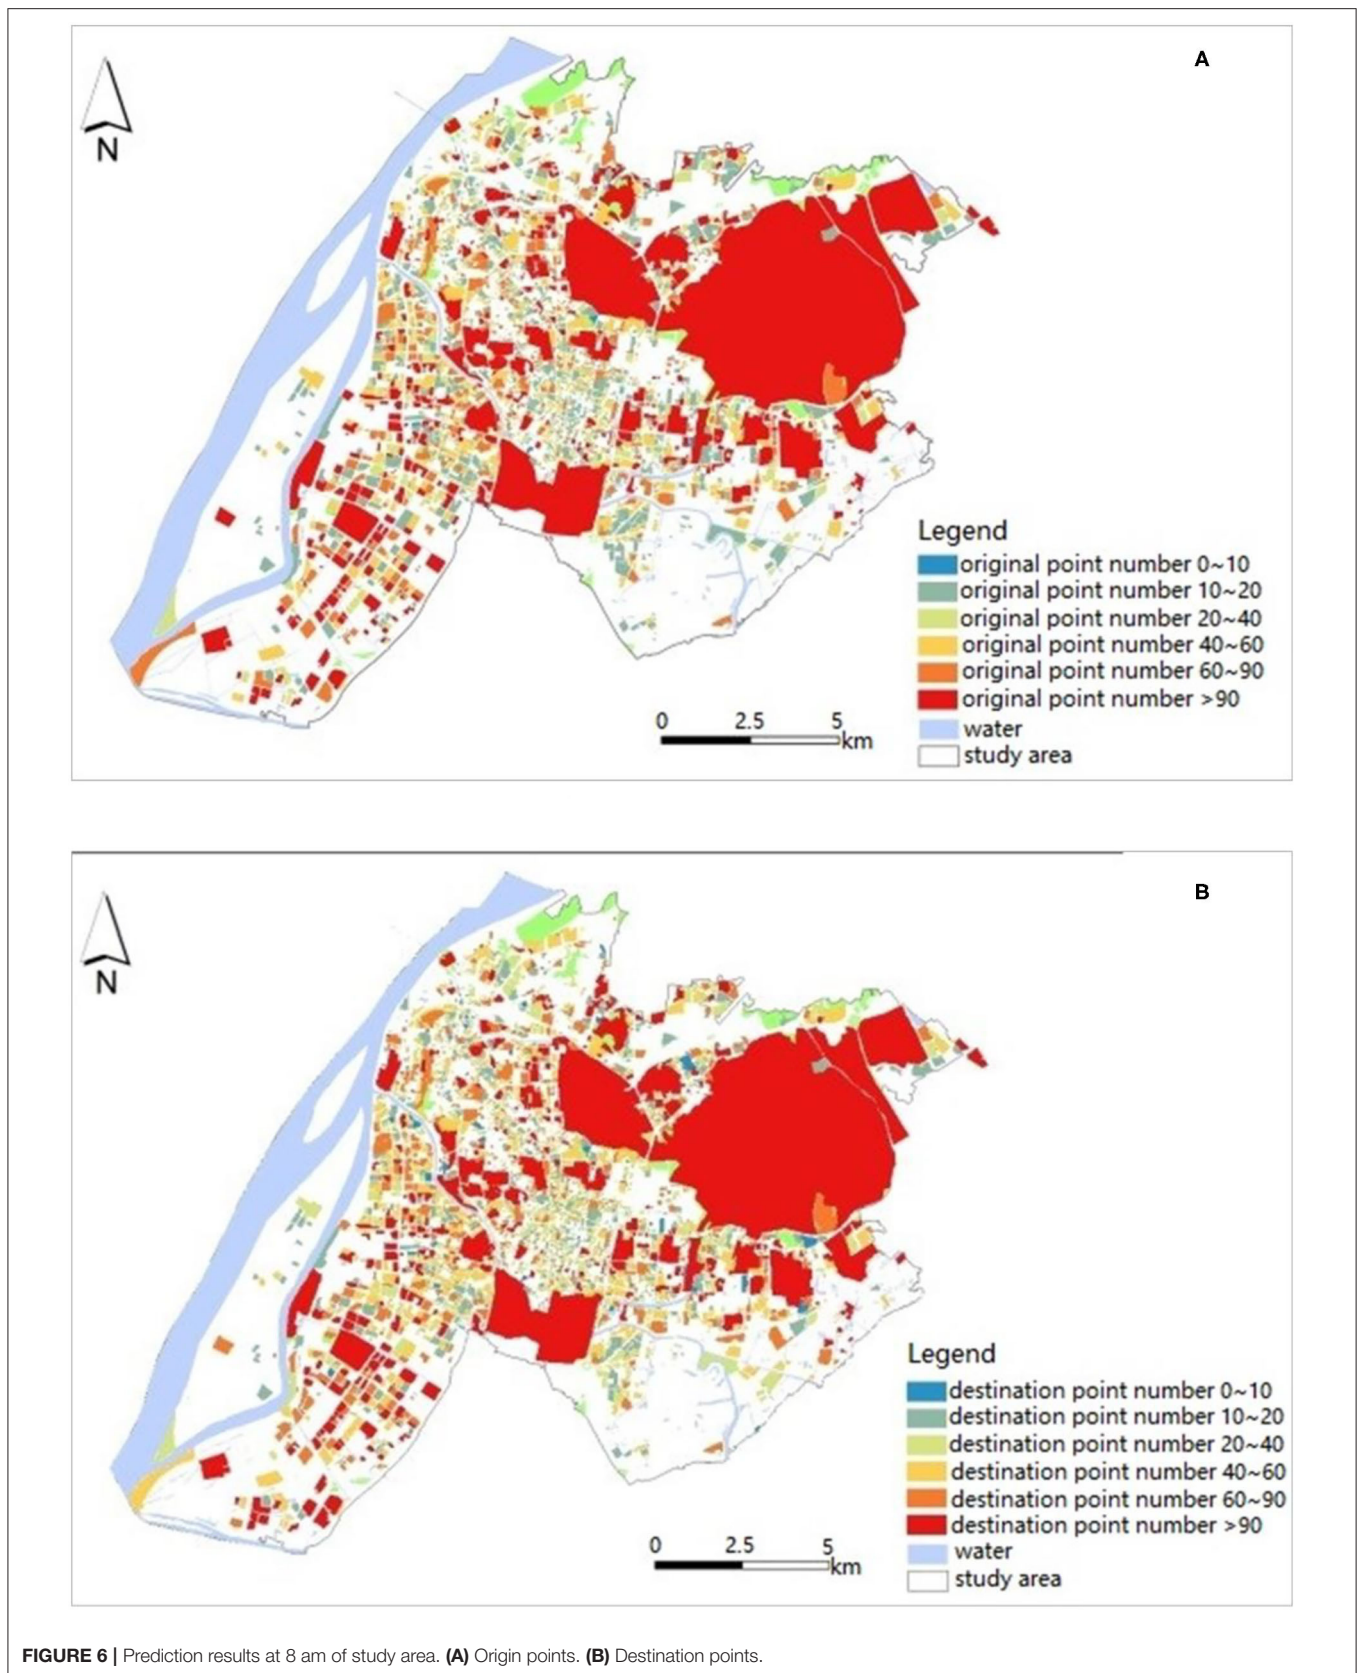 A
N
Legend
original point number 0~10
original point number 10~20
original point number 20~40
original point number 40~60
original point number 60~90
original point number >90
water
study area
0 2.5 5
km
B
N
Legend
destination point number 0~10
destination point number 10~20
destination point number 20~40
destination point number 40~60
destination point number 60~90
destination point number >90
water
study area
0 2.5 5
km
FIGURE 6 | Prediction results at 8 am of study area. (A) Origin points. (B) Destination points.